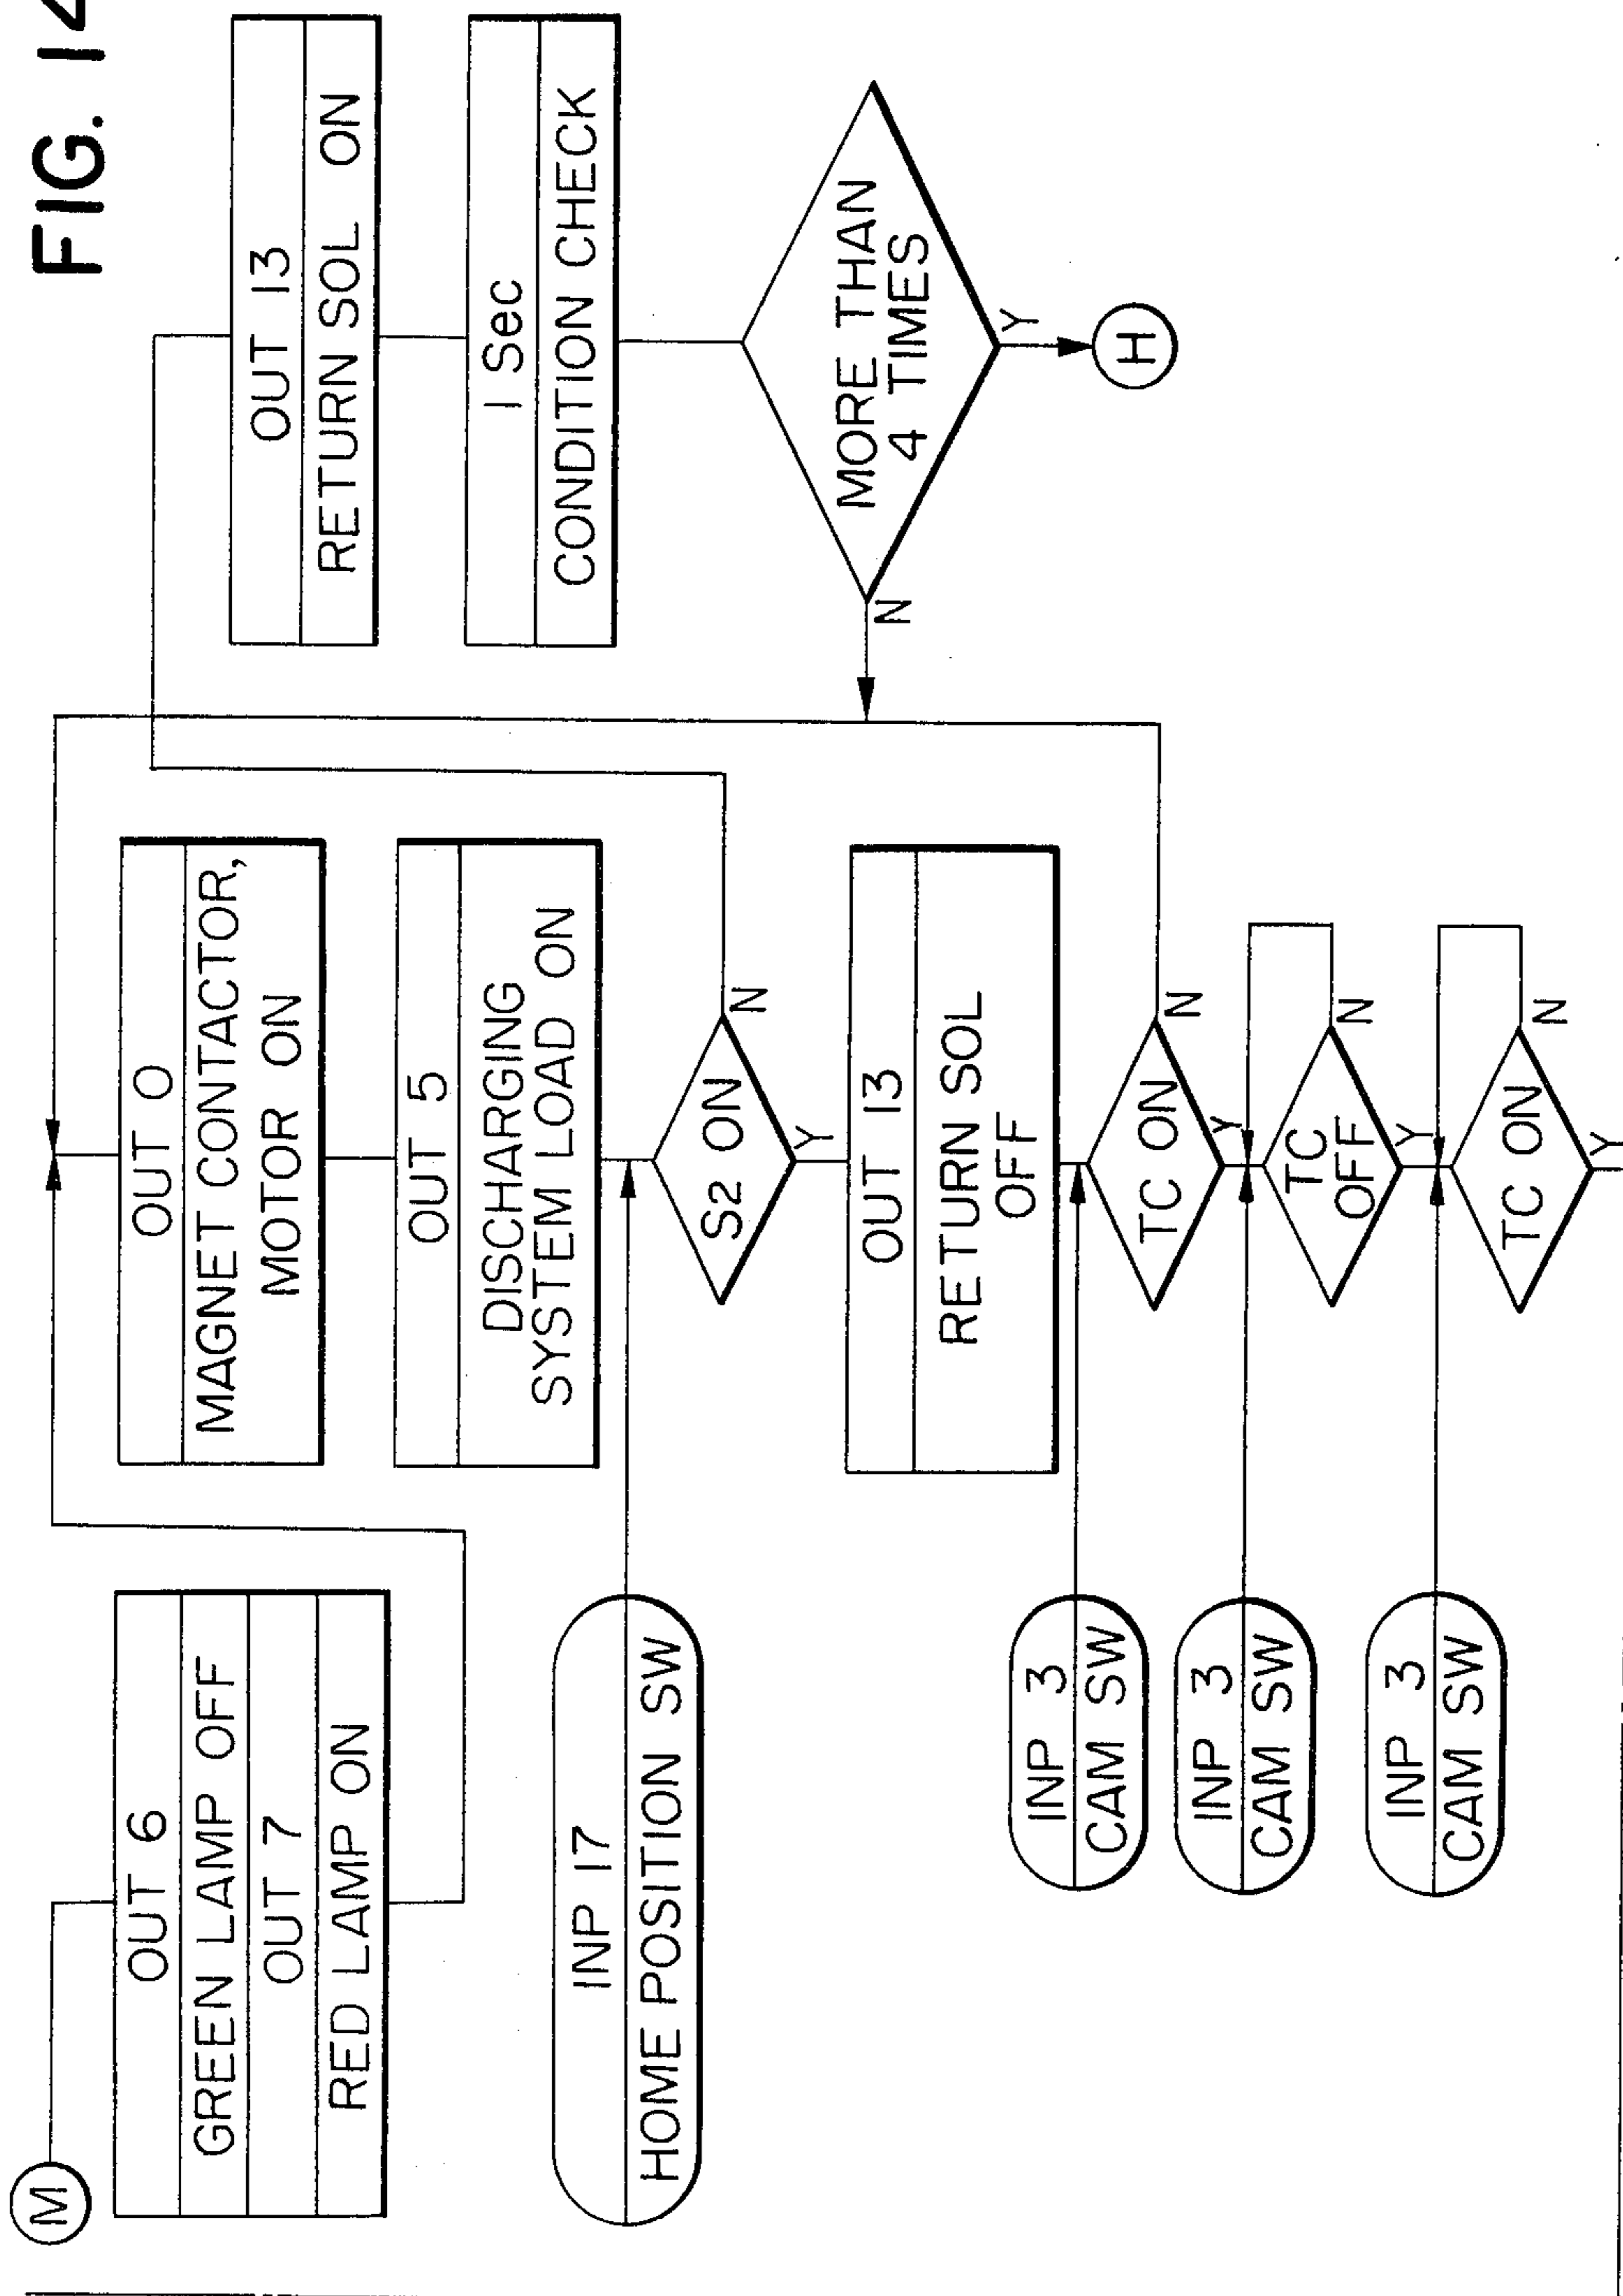 FIG. 14
M
OUT 6
GREEN LAMP OFF
OUT 7
RED LAMP ON
INP 17
HOME POSITION SW
INP 3
CAM SW
INP 3
CAM SW
INP 3
CAM SW
OUT 0
MAGNET CONTACTOR,
MOTOR ON
OUT 5
DISCHARGING
SYSTEM LOAD ON
S2 ON
N
Y
OUT 13
RETURN SOL
OFF
TC ON
N
Y
TC
OFF
N
Y
TC ON
N
Y
OUT 13
RETURN SOL ON
1 Sec
CONDITION CHECK
MORE THAN
4 TIMES
N
Y
H